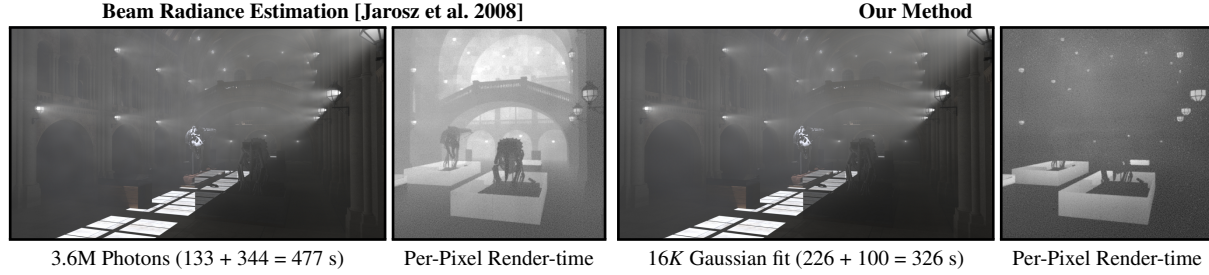 Beam Radiance Estimation [Jarosz et al. 2008]
Our Method
3.6M Photons (133 + 344 = 477 s)
Per-Pixel Render-time
16K Gaussian fit (226 + 100 = 326 s)
Per-Pixel Render-time